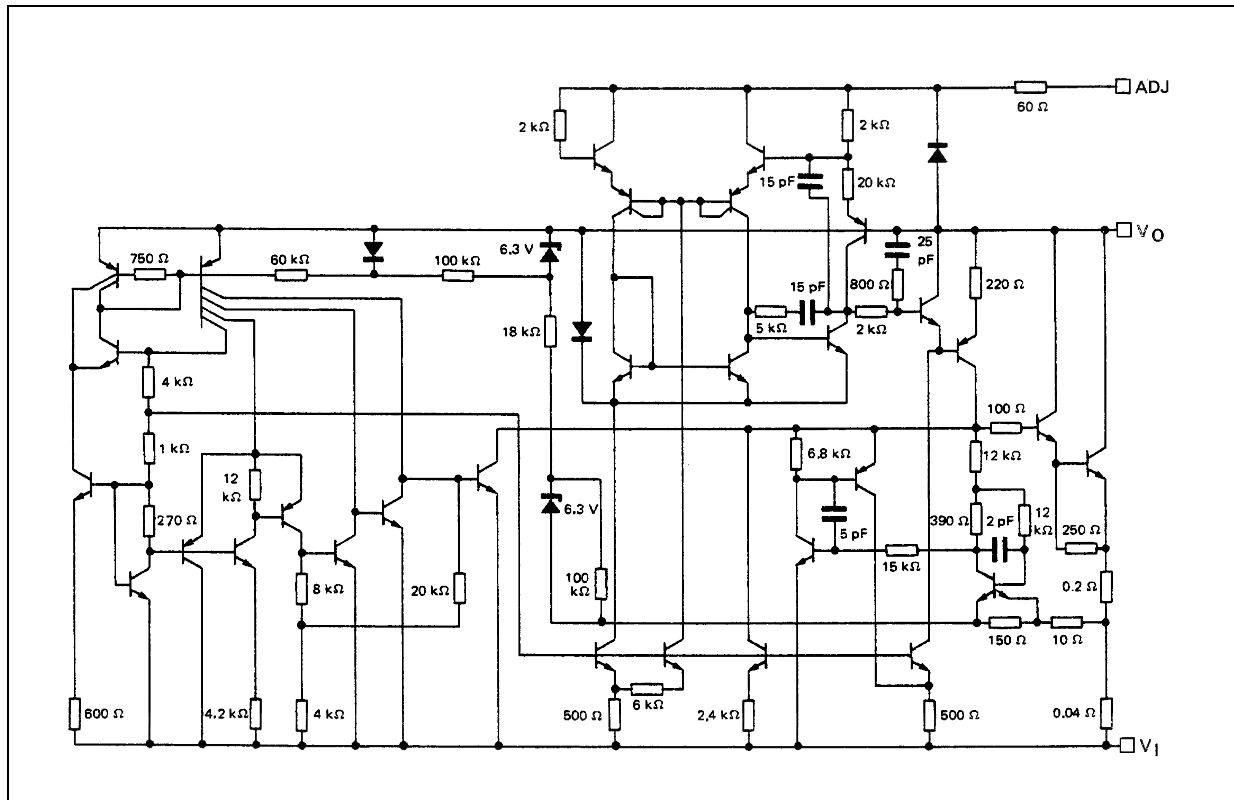 ADJ
60 Ω
2 kΩ
2 kΩ
15 pF
20 kΩ
V_O
6.3 V
25
pF
750 Ω
60 kΩ
100 kΩ
15 pF
800 Ω
220 Ω
18 kΩ
5 kΩ
2 kΩ
4 kΩ
100 Ω
1 kΩ
12
kΩ
6.8 kΩ
12 kΩ
270 Ω
6.3 V
5 pF
390 Ω
2 pF
12
kΩ
250 Ω
15 kΩ
8 kΩ
20 kΩ
100
kΩ
0.2 Ω
150 Ω
10 Ω
600 Ω
4.2 kΩ
4 kΩ
500 Ω
6 kΩ
2,4 kΩ
500 Ω
0.04 Ω
V_I